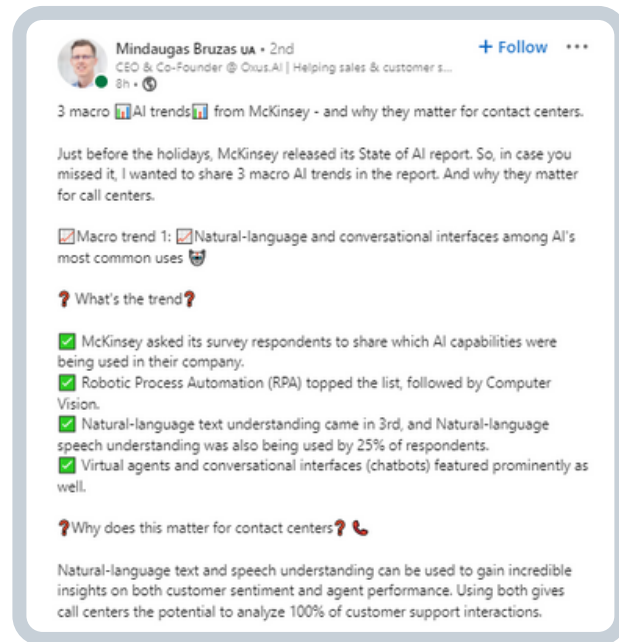 Mindaugas Bruzas UA • 2nd
+ Follow •••
CEO & Co-Founder @ Oxus.AI | Helping sales & customer s...
8h •
3 macro 📊AI trends📊 from McKinsey - and why they matter for contact centers.
Just before the holidays, McKinsey released its State of AI report. So, in case you
missed it, I wanted to share 3 macro AI trends in the report. And why they matter
for call centers.
📈Macro trend 1: 📈Natural-language and conversational interfaces among AI's
most common uses 🤖
❓ What's the trend❓
✅ McKinsey asked its survey respondents to share which AI capabilities were
being used in their company.
✅ Robotic Process Automation (RPA) topped the list, followed by Computer
Vision.
✅ Natural-language text understanding came in 3rd, and Natural-language
speech understanding was also being used by 25% of respondents.
✅ Virtual agents and conversational interfaces (chatbots) featured prominently as
well.
❓Why does this matter for contact centers❓ 📞
Natural-language text and speech understanding can be used to gain incredible
insights on both customer sentiment and agent performance. Using both gives
call centers the potential to analyze 100% of customer support interactions.